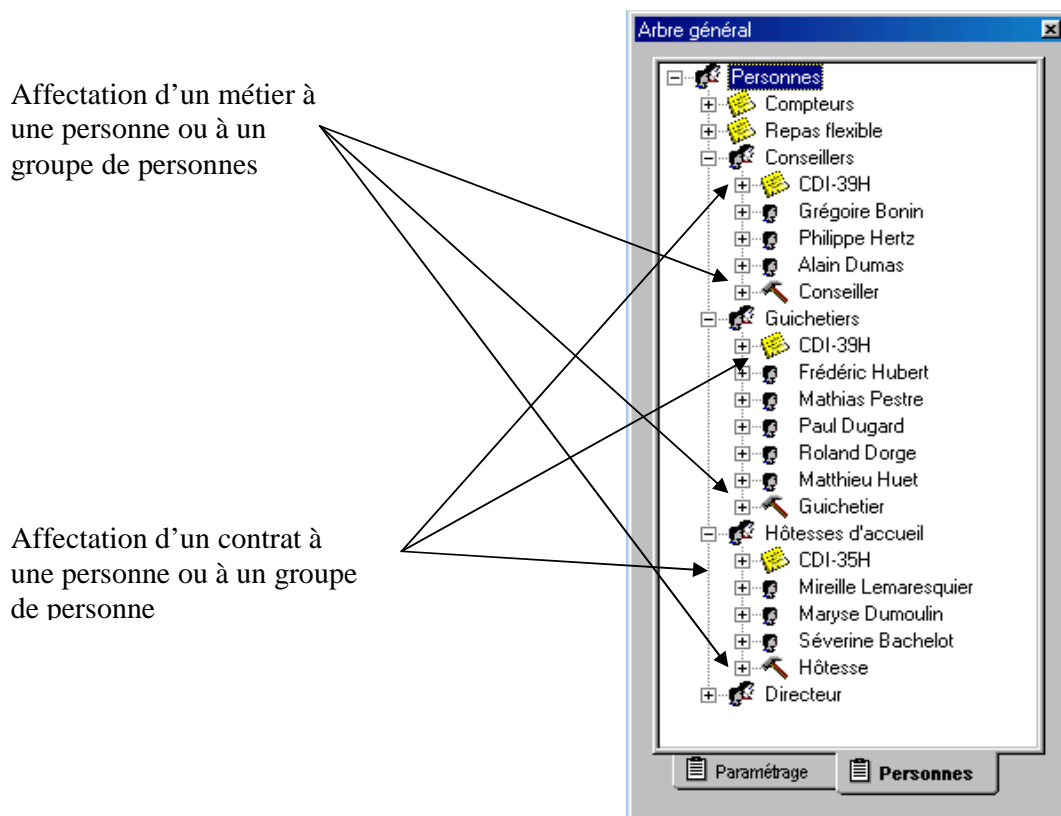 Arbre général
Affectation d'un métier à
une personne ou à un
groupe de personnes
Affectation d'un contrat à
une personne ou à un groupe
de personne
Personnes
Compteurs
Repas flexible
Conseillers
CDI-39H
Grégoire Bonin
Philippe Hertz
Alain Dumas
Conseiller
Guichetiers
CDI-39H
Frédéric Hubert
Mathias Pestre
Paul Dugard
Roland Dorge
Matthieu Huet
Guichetier
Hôtesses d'accueil
CDI-35H
Mireille Lemaresquier
Maryse Dumoulin
Séverine Bachelot
Hôtesse
Directeur
Paramétrage
Personnes